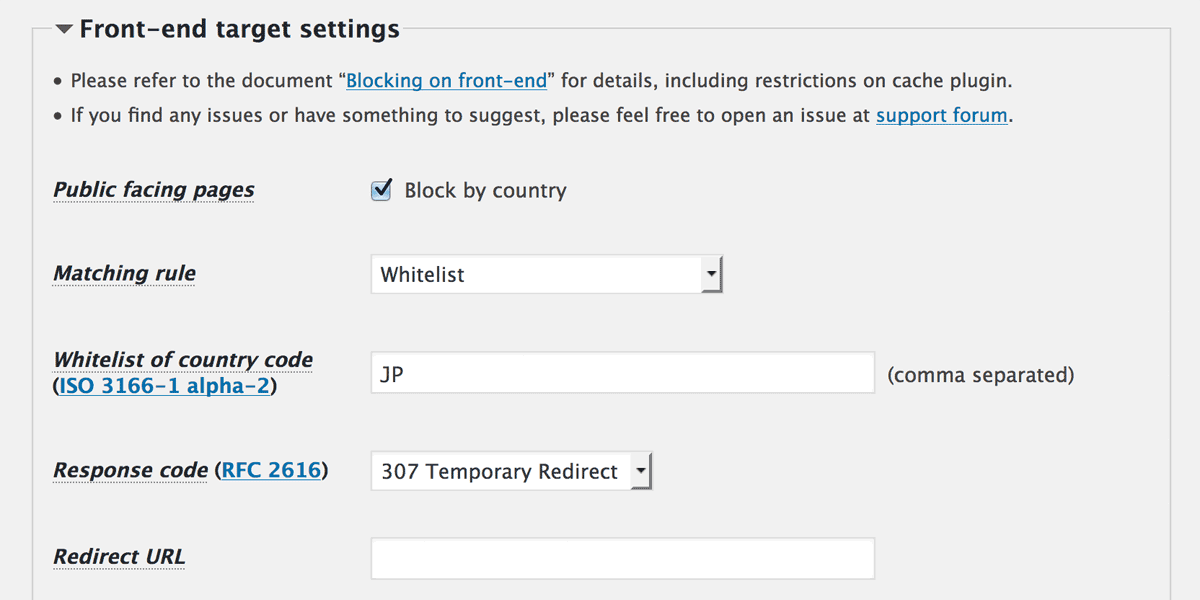 Front-end target settings
• Please refer to the document “Blocking on front-end” for details, including restrictions on cache plugin.
• If you find any issues or have something to suggest, please feel free to open an issue at support forum.
Public facing pages Block by country
Matching rule Whitelist
Whitelist of country code
(ISO 3166-1 alpha-2) JP (comma separated)
Response code (RFC 2616) 307 Temporary Redirect
Redirect URL